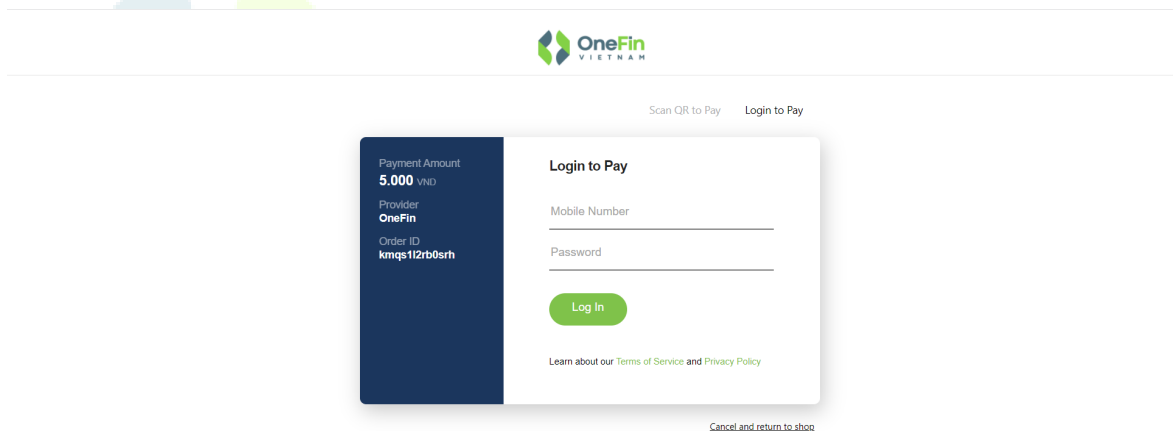 OneFin
VIETNAM
Scan QR to Pay Login to Pay
Payment Amount
5.000 VND
Provider
OneFin
Order ID
kmqs1l2rb0srh
Login to Pay
Mobile Number
Password
Log In
Learn about our Terms of Service and Privacy Policy
Cancel and return to shop